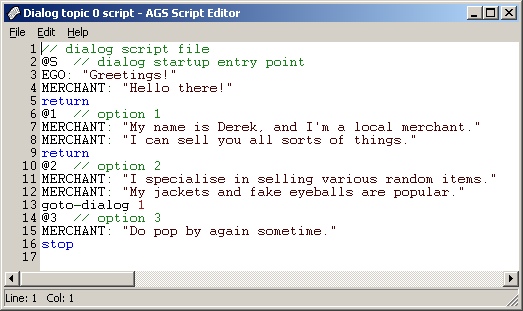 Dialog topic 0 script - AGS Script Editor
File Edit Help
1 // dialog script file
2 @S // dialog startup entry point
3 EGO: "Greetings!"
4 MERCHANT: "Hello there!"
5 return
6 @1 // option 1
7 MERCHANT: "My name is Derek, and I'm a local merchant."
8 MERCHANT: "I can sell you all sorts of things."
9 return
10 @2 // option 2
11 MERCHANT: "I specialise in selling various random items."
12 MERCHANT: "My jackets and fake eyeballs are popular."
13 goto-dialog 1
14 @3 // option 3
15 MERCHANT: "Do pop by again sometime."
16 stop
17
Line: 1 Col: 1